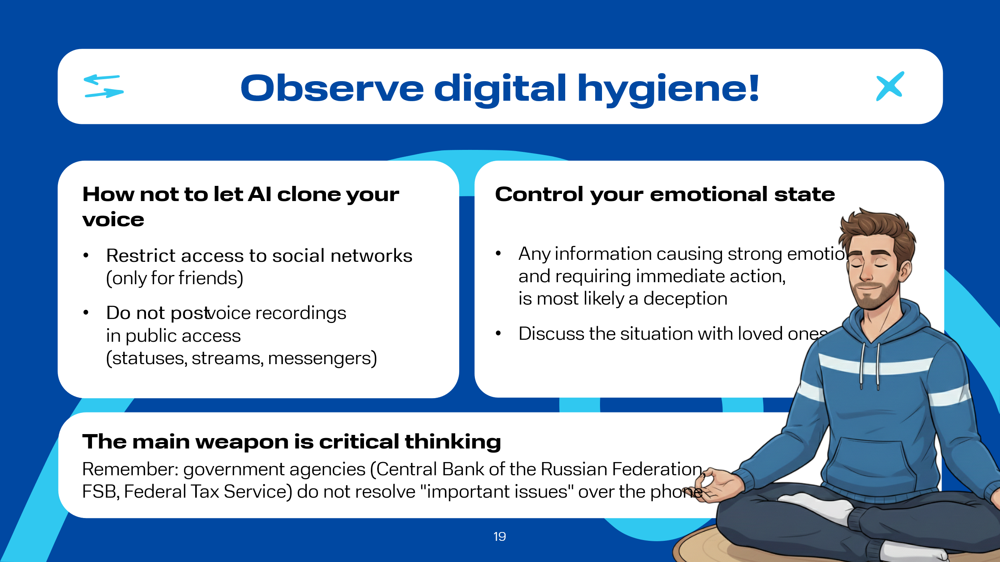 Observe digital hygiene!
How not to let AI clone your
voice
• Restrict access to social networks
(only for friends)
• Do not post voice recordings
in public access
(statuses, streams, messengers)
Control your emotional state
• Any information causing strong emotio
and requiring immediate action,
is most likely a deception
• Discuss the situation with loved ones
The main weapon is critical thinking
Remember: government agencies (Central Bank of the Russian Federation,
FSB, Federal Tax Service) do not resolve "important issues" over the phone
19